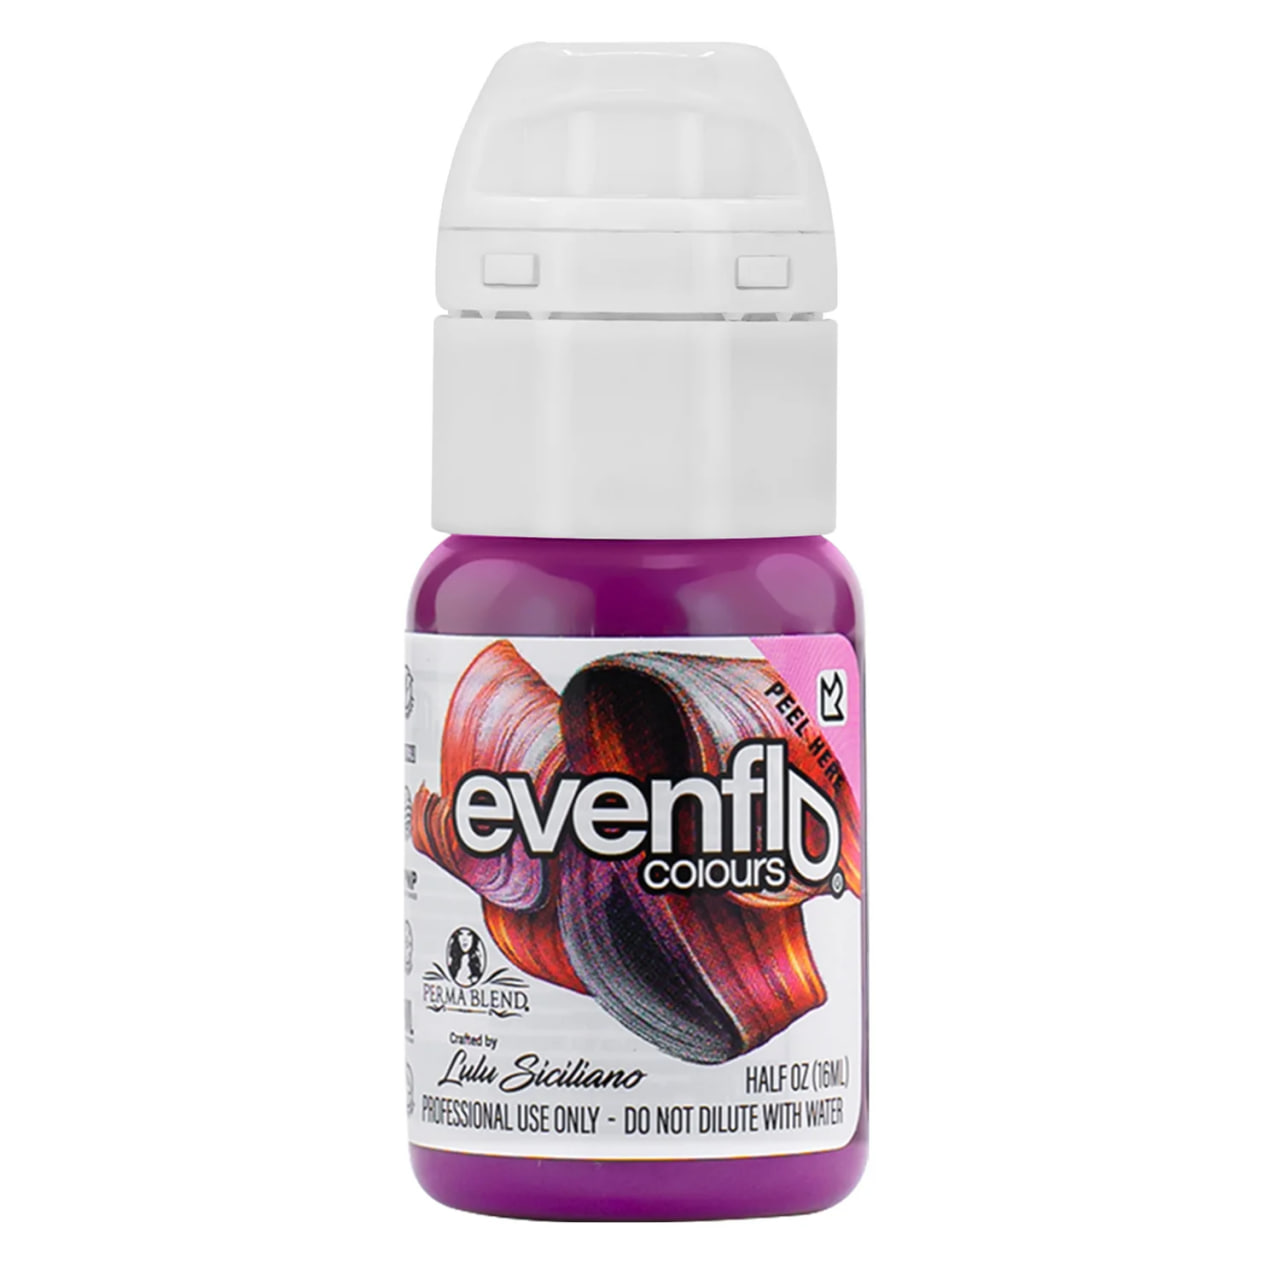 PEEL HERE
evenflo
colours®
PERMA BLEND
Crafted by
Lulu Siciliano
HALF OZ (16ML)
PROFESSIONAL USE ONLY - DO NOT DILUTE WITH WATER